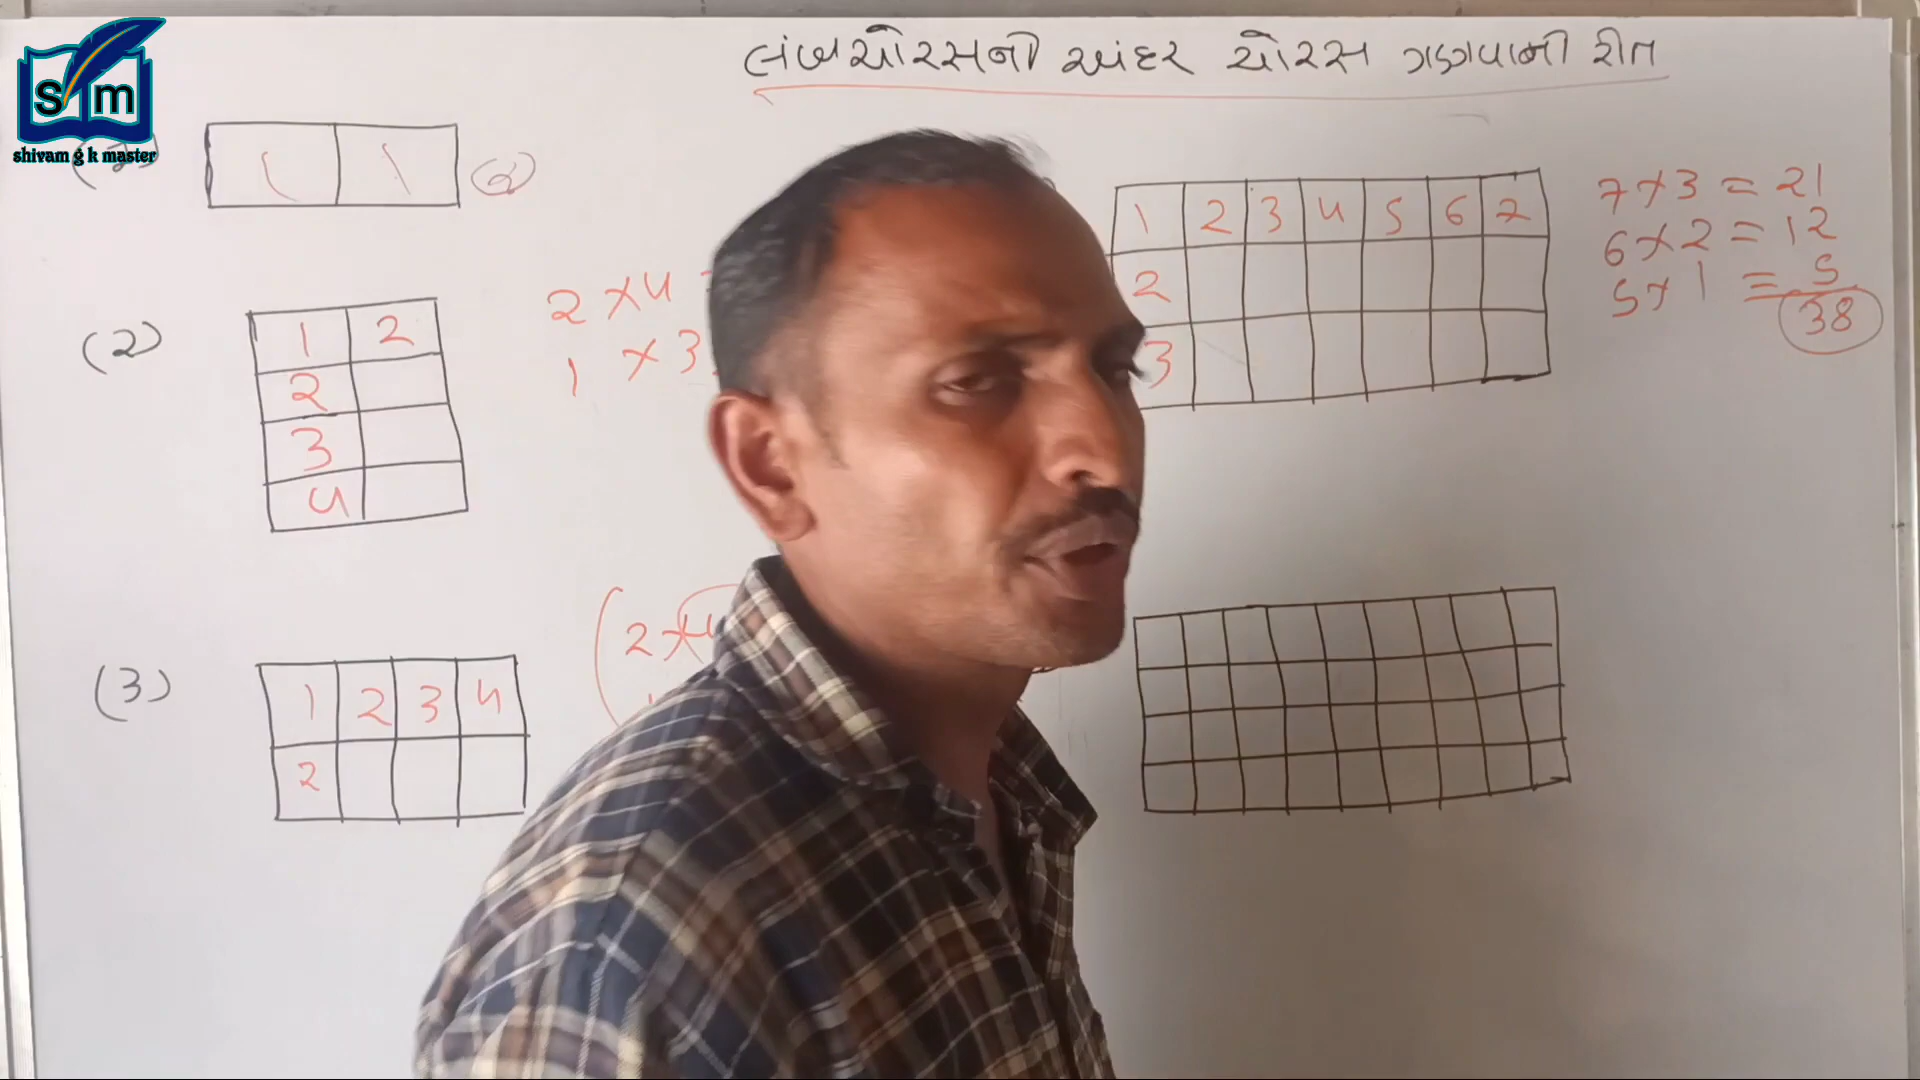 લંબચોરસની અંદર ચોરસ ગણવાની રીત
s m
shivam g k master
1 2 3 4 5 6 7
2
3
7 × 3 = 21
6 × 2 = 12
5 × 1 = 5
38
(2)
1 2
2
3
4
2 × 4
1 × 3
(3)
1 2 3 4
2
2 × 4